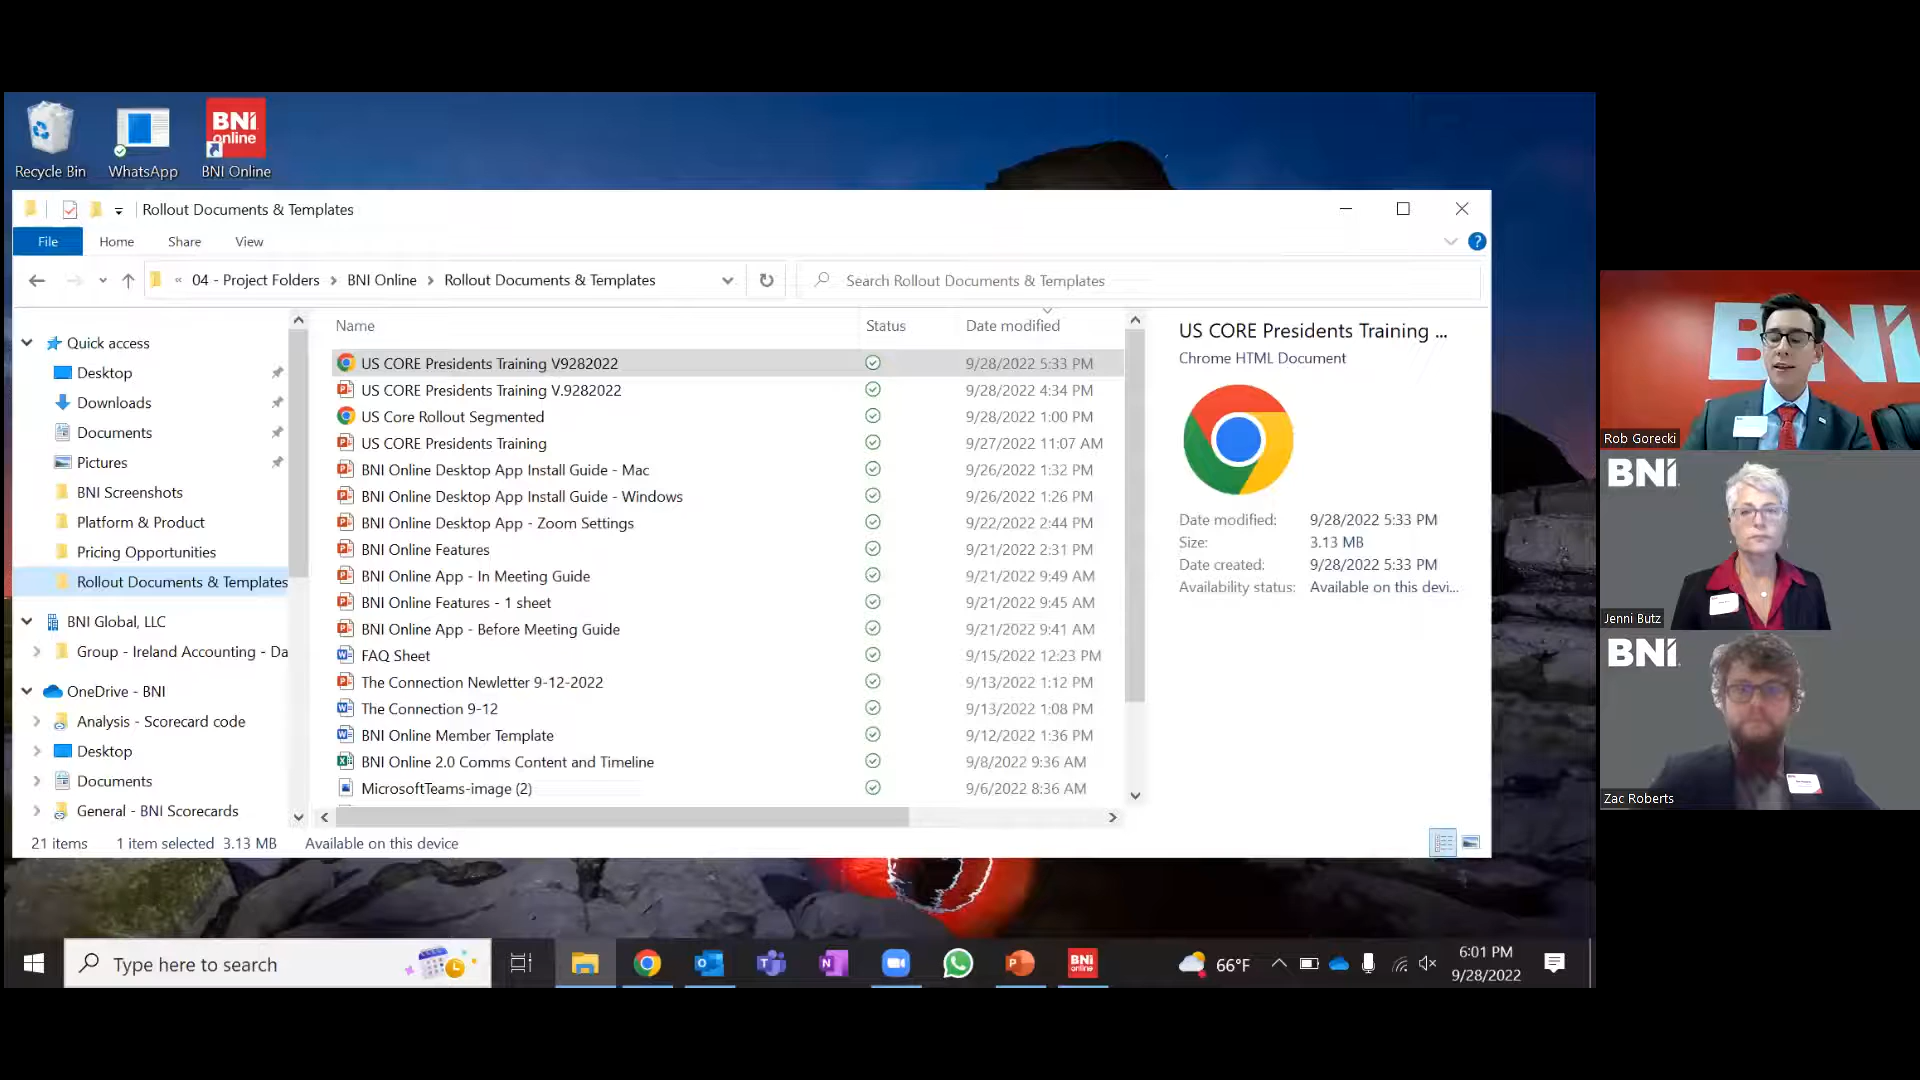 BNI online
Recycle Bin
WhatsApp
BNI Online
Rollout Documents & Templates
File Home Share View
« 04 - Project Folders > BNI Online > Rollout Documents & Templates
Search Rollout Documents & Templates
Quick access
Desktop
Downloads
Documents
Pictures
BNI Screenshots
Platform & Product
Pricing Opportunities
Rollout Documents & Templates
BNI Global, LLC
Group - Ireland Accounting - Da
OneDrive - BNI
Analysis - Scorecard code
Desktop
Documents
General - BNI Scorecards
Name Status Date modified
US CORE Presidents Training V9282022 9/28/2022 5:33 PM
US CORE Presidents Training V.9282022 9/28/2022 4:34 PM
US Core Rollout Segmented 9/28/2022 1:00 PM
US CORE Presidents Training 9/27/2022 11:07 AM
BNI Online Desktop App Install Guide - Mac 9/26/2022 1:32 PM
BNI Online Desktop App Install Guide - Windows 9/26/2022 1:26 PM
BNI Online Desktop App - Zoom Settings 9/22/2022 2:44 PM
BNI Online Features 9/21/2022 2:31 PM
BNI Online App - In Meeting Guide 9/21/2022 9:49 AM
BNI Online Features - 1 sheet 9/21/2022 9:45 AM
BNI Online App - Before Meeting Guide 9/21/2022 9:41 AM
FAQ Sheet 9/15/2022 12:23 PM
The Connection Newletter 9-12-2022 9/13/2022 1:12 PM
The Connection 9-12 9/13/2022 1:08 PM
BNI Online Member Template 9/12/2022 1:36 PM
BNI Online 2.0 Comms Content and Timeline 9/8/2022 9:36 AM
MicrosoftTeams-image (2) 9/6/2022 8:36 AM
US CORE Presidents Training ...
Chrome HTML Document
Date modified: 9/28/2022 5:33 PM
Size: 3.13 MB
Date created: 9/28/2022 5:33 PM
Availability status: Available on this devi...
21 items 1 item selected 3.13 MB Available on this device
Type here to search
BNI online
66°F
6:01 PM
9/28/2022
BNI
Rob Gorecki
BNI
Jenni Butz
BNI
Zac Roberts